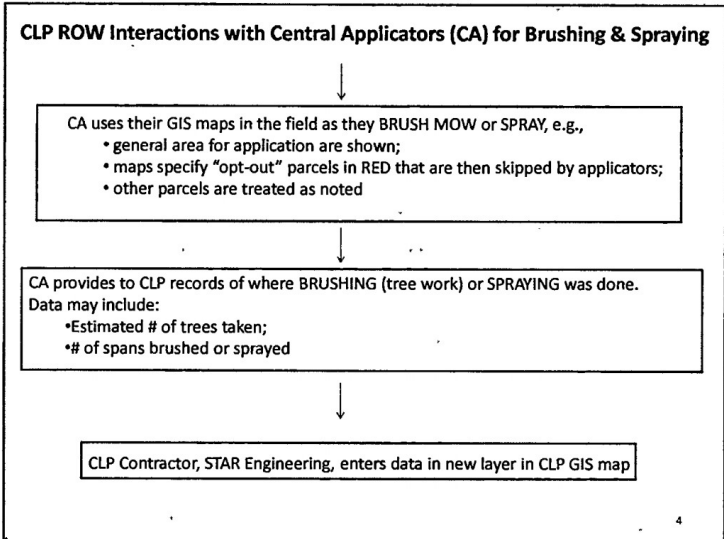 CLP ROW Interactions with Central Applicators (CA) for Brushing & Spraying
CA uses their GIS maps in the field as they BRUSH MOW or SPRAY, e.g.,
• general area for application are shown;
• maps specify "opt-out" parcels in RED that are then skipped by applicators;
• other parcels are treated as noted
CA provides to CLP records of where BRUSHING (tree work) or SPRAYING was done.
Data may include:
•Estimated # of trees taken;
•# of spans brushed or sprayed
CLP Contractor, STAR Engineering, enters data in new layer in CLP GIS map
4